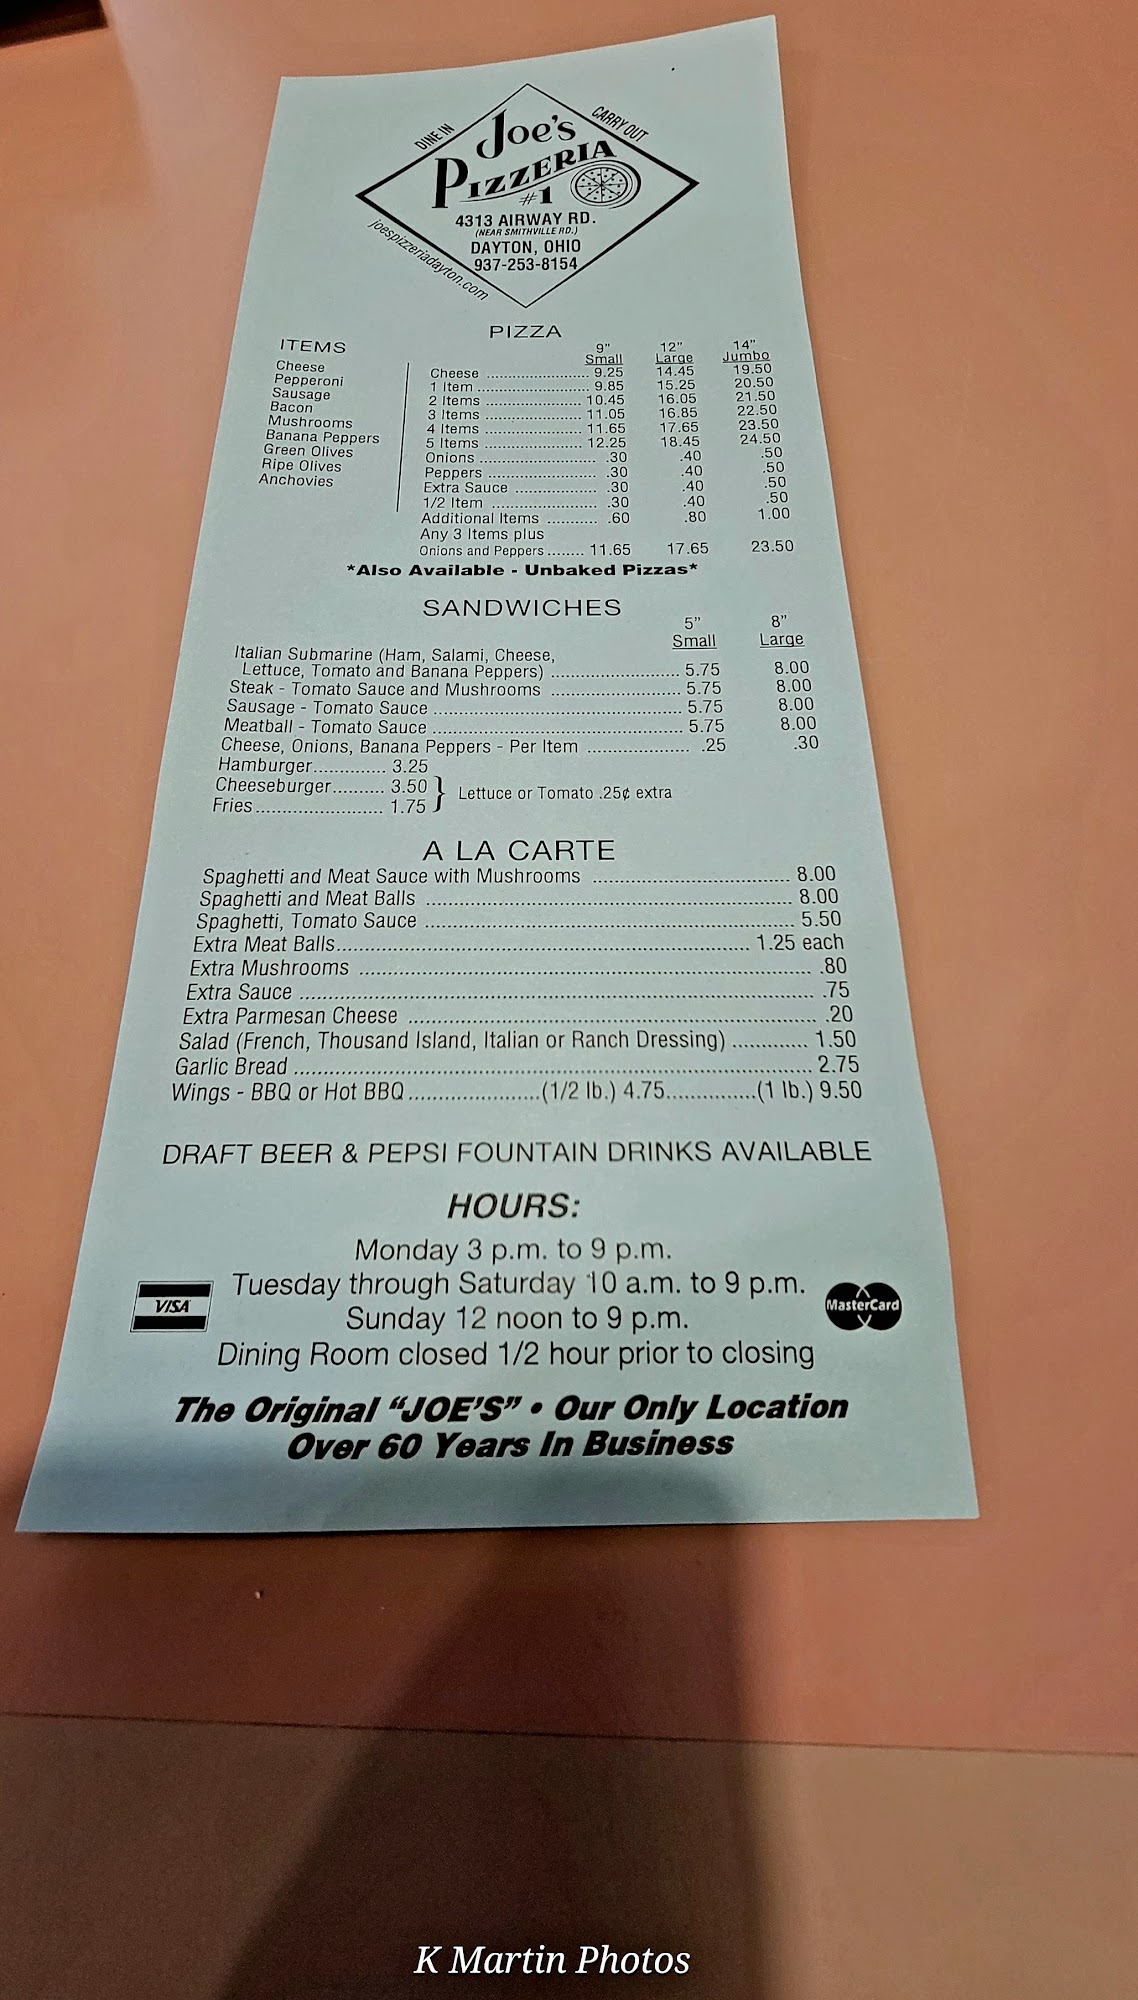 DINE IN
CARRY OUT
Joe's
PIZZERIA
#1
4313 AIRWAY RD.
(NEAR SMITHVILLE RD.)
DAYTON, OHIO
937-253-8154
joespizzeriadayton.com
PIZZA
ITEMS
Cheese
Pepperoni
Sausage
Bacon
Mushrooms
Banana Peppers
Green Olives
Ripe Olives
Anchovies
9" 12" 14"
Small Large Jumbo
Cheese ........................ 9.25 14.45 19.50
1 Item .......................... 9.85 15.25 20.50
2 Items ........................ 10.45 16.05 21.50
3 Items ....................... 11.05 16.85 22.50
4 Items ....................... 11.65 17.65 23.50
5 Items ....................... 12.25 18.45 24.50
Onions ........................... .30 .40 .50
Peppers ......................... .30 .40 .50
Extra Sauce ................... .30 .40 .50
1/2 Item ........................ .30 .40 .50
Additional Items ........... .60 .80 1.00
Any 3 Items plus
Onions and Peppers ........ 11.65 17.65 23.50
*Also Available - Unbaked Pizzas*
SANDWICHES
5" 8"
Small Large
Italian Submarine (Ham, Salami, Cheese,
Lettuce, Tomato and Banana Peppers) .......................... 5.75 8.00
Steak - Tomato Sauce and Mushrooms .......................... 5.75 8.00
Sausage - Tomato Sauce ................................................ 5.75 8.00
Meatball - Tomato Sauce ................................................ 5.75 8.00
Cheese, Onions, Banana Peppers - Per Item .................... .25 .30
Hamburger.............. 3.25
Cheeseburger.......... 3.50
Fries........................ 1.75
Lettuce or Tomato .25¢ extra
A LA CARTE
Spaghetti and Meat Sauce with Mushrooms ................................... 8.00
Spaghetti and Meat Balls ................................................................ 8.00
Spaghetti, Tomato Sauce ................................................................ 5.50
Extra Meat Balls....................................................................... 1.25 each
Extra Mushrooms .............................................................................. .80
Extra Sauce ........................................................................................ .75
Extra Parmesan Cheese ..................................................................... .20
Salad (French, Thousand Island, Italian or Ranch Dressing) ............. 1.50
Garlic Bread ........................................................................................ 2.75
Wings - BBQ or Hot BBQ.......................(1/2 lb.) 4.75................(1 lb.) 9.50
DRAFT BEER & PEPSI FOUNTAIN DRINKS AVAILABLE
HOURS:
Monday 3 p.m. to 9 p.m.
Tuesday through Saturday 10 a.m. to 9 p.m.
Sunday 12 noon to 9 p.m.
Dining Room closed 1/2 hour prior to closing
VISA
MasterCard
The Original "JOE'S" • Our Only Location
Over 60 Years In Business
K Martin Photos